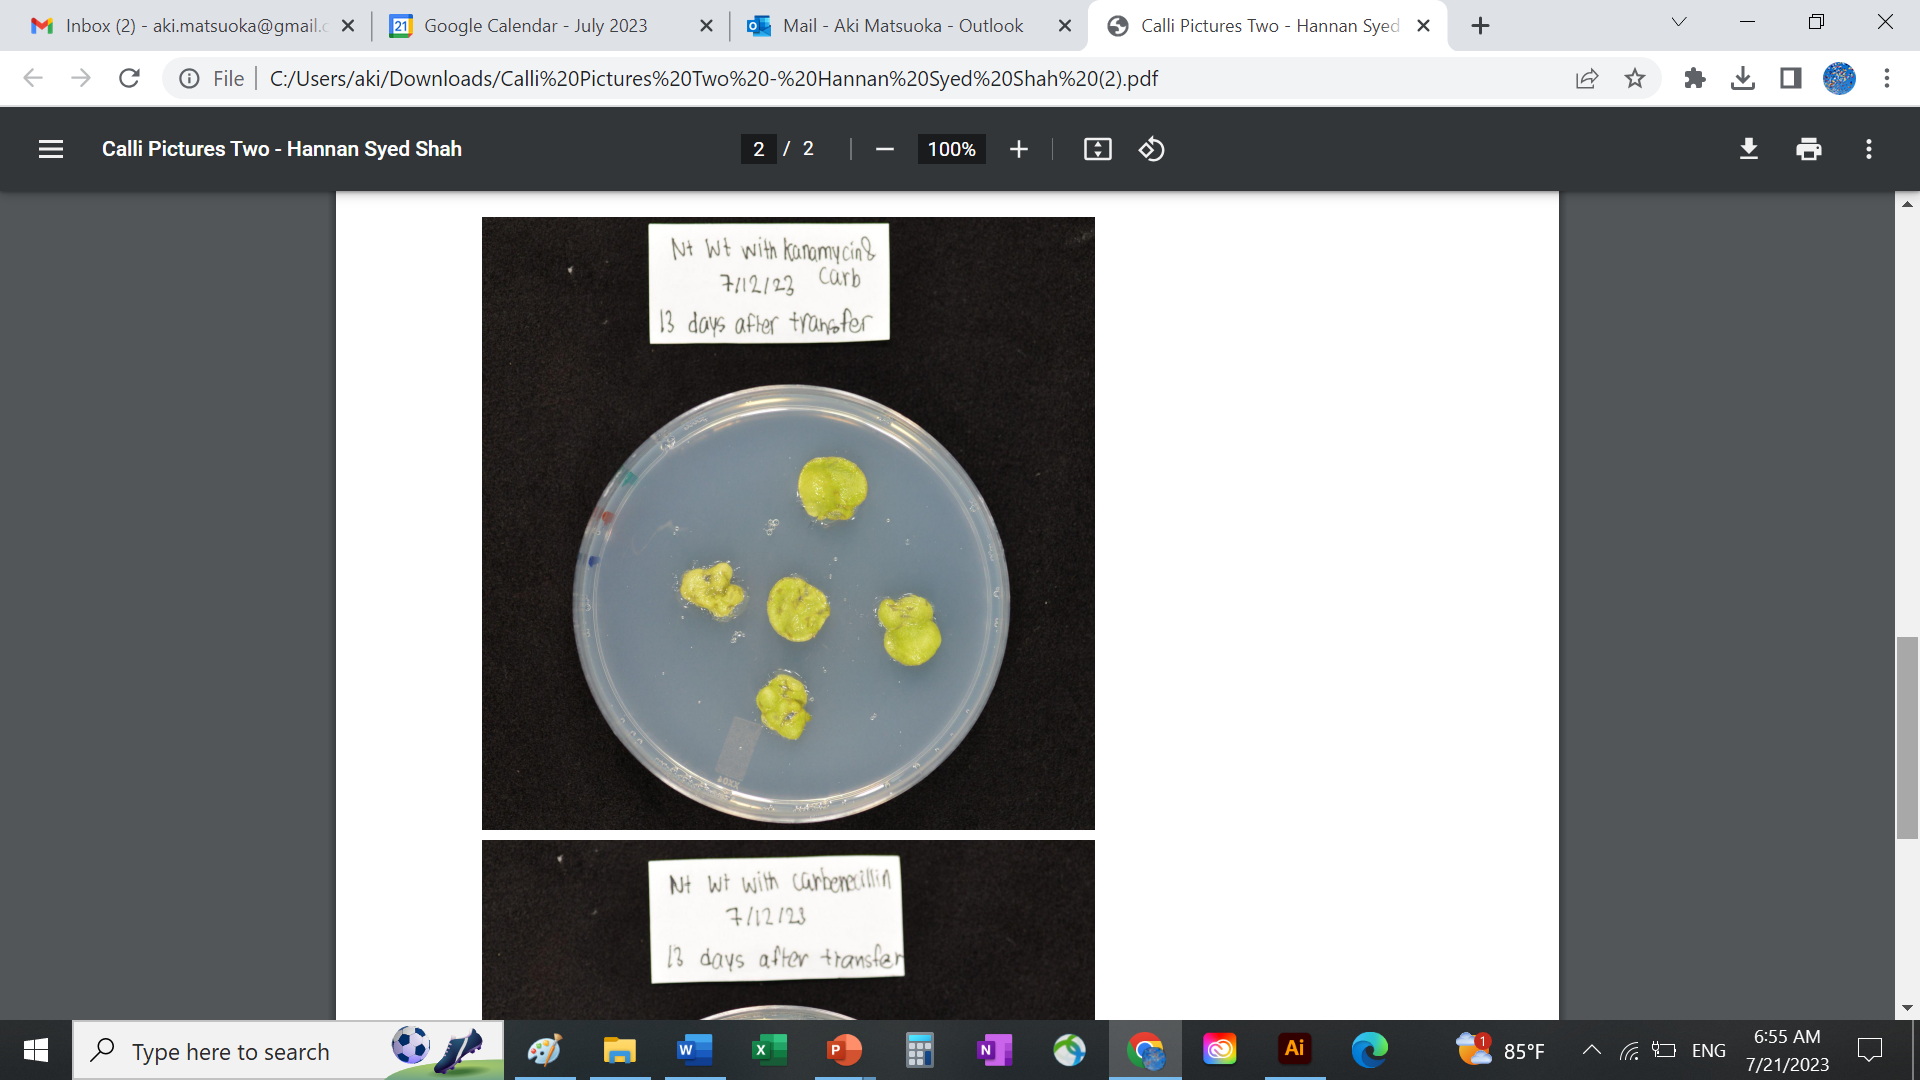 Inbox (2) - aki.matsuoka@gmail.c
Google Calendar - July 2023
Mail - Aki Matsuoka - Outlook
Calli Pictures Two - Hannan Syed
File
C:/Users/aki/Downloads/Calli%20Pictures%20Two%20-%20Hannan%20Syed%20Shah%20(2).pdf
Calli Pictures Two - Hannan Syed Shah
2 / 2
100%
Nt Wt with Kanamycin &
7/12/23 Carb
13 days after transfer
Nt Wt with Carbenecillin
7/12/23
13 days after transfer
Type here to search
85°F
ENG
6:55 AM
7/21/2023